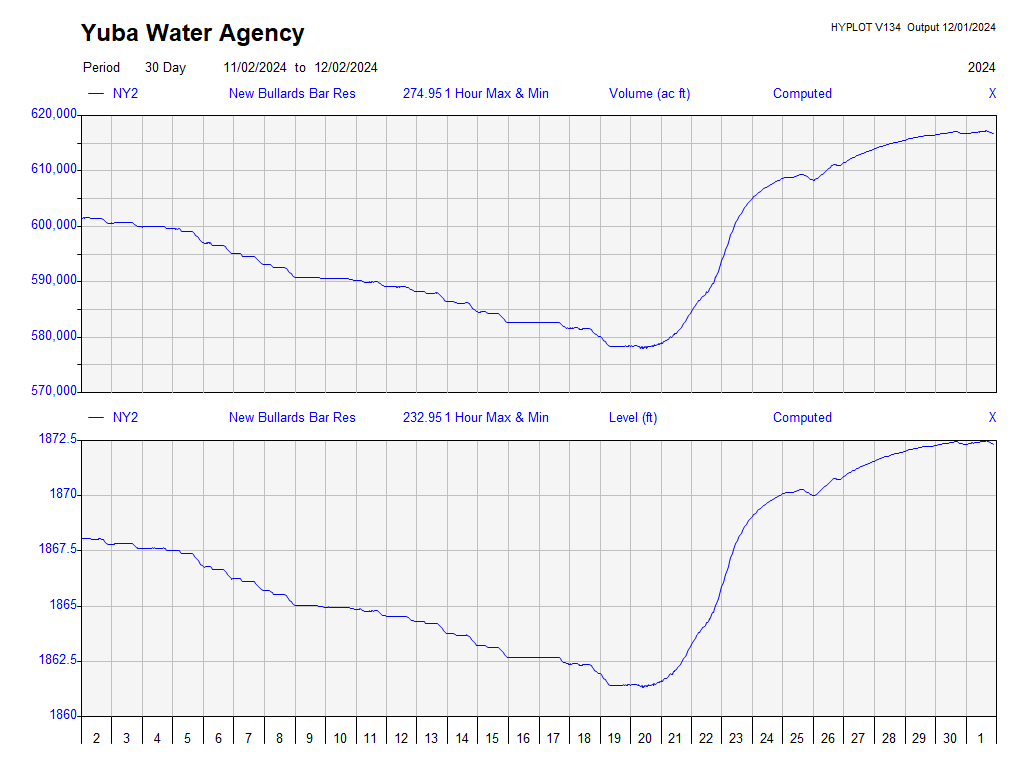 Yuba Water Agency
HYPLOT V134 Output 12/01/2024
Period 30 Day 11/02/2024 to 12/02/2024 2024
NY2 New Bullards Bar Res 274.95 1 Hour Max & Min Volume (ac ft) Computed X
620,000
610,000
600,000
590,000
580,000
570,000
NY2 New Bullards Bar Res 232.95 1 Hour Max & Min Level (ft) Computed X
1872.5
1870
1867.5
1865
1862.5
1860
2 3 4 5 6 7 8 9 10 11 12 13 14 15 16 17 18 19 20 21 22 23 24 25 26 27 28 29 30 1